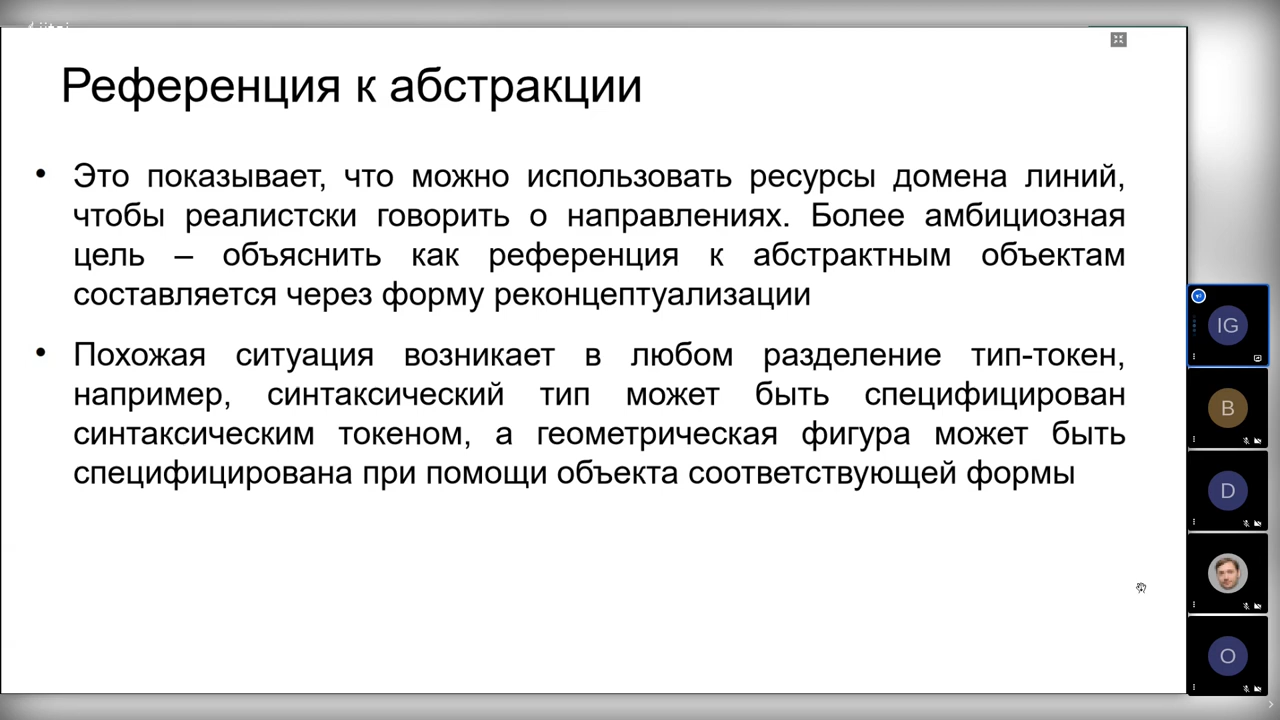 Референция к абстракции
• Это показывает, что можно использовать ресурсы домена линий,
чтобы реалистски говорить о направлениях. Более амбициозная
цель – объяснить как референция к абстрактным объектам
составляется через форму реконцептуализации
• Похожая ситуация возникает в любом разделение тип-токен,
например, синтаксический тип может быть специфицирован
синтаксическим токеном, а геометрическая фигура может быть
специфицирована при помощи объекта соответствующей формы
IG
B
D
O